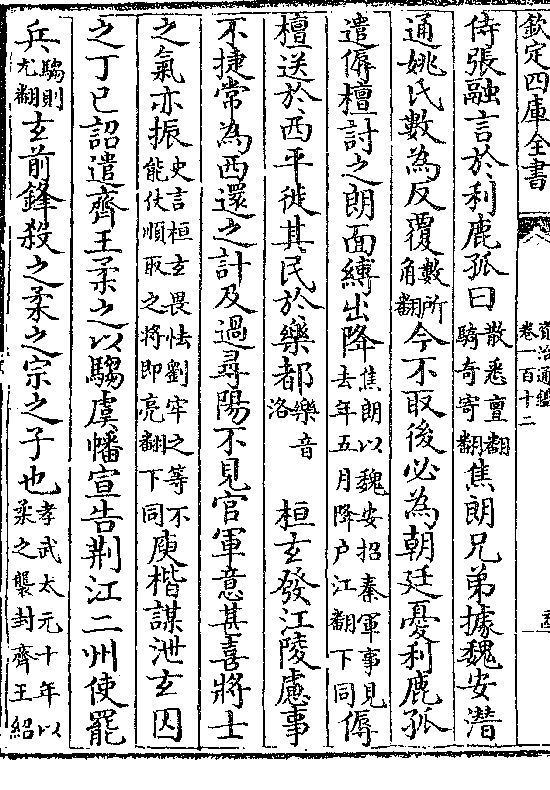 欽定四庫全書
資治通鑑
卷一百十二
侍張融言於利鹿孤曰散悉亶翻騎奇寄翻焦朗兄弟據魏安潛
通姚氏數為反覆數所角翻今不取後必為朝廷憂利鹿孤
遣傉檀討之朗面縛出降焦朗以魏安招秦軍事見去年五月降户江翻下同傉
檀送於西平徙其民於樂都樂音洛 桓玄發江陵慮事
不捷常為西還之計及過尋陽不見官軍意甚喜將士
之氣亦振史言桓玄畏怯劉牢之等不能仗順取之將即亮翻下同庾楷謀泄玄囚
之丁巳詔遣齊王柔之以騶虞幡宣告荆江二州使罷
兵騶則尤翻玄前鋒殺之柔之宗之子也孝武太元十年以柔之襲封齊王紹